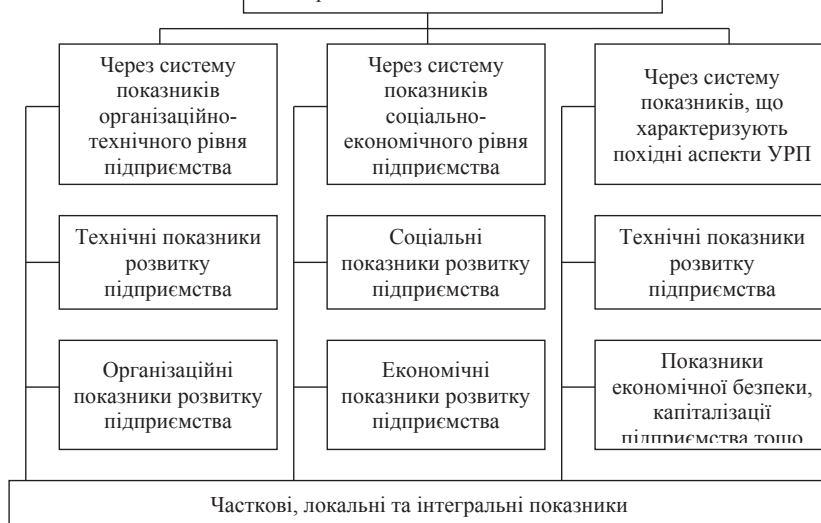 Через систему
показників
організаційно-
технічного рівня
підприємства
Через систему
показників
соціально-
економічного рівня
підприємства
Через систему
показників, що
характеризують
похідні аспекти УРП
Технічні показники
розвитку
підприємства
Соціальні
показники розвитку
підприємства
Технічні показники
розвитку
підприємства
Організаційні
показники розвитку
підприємства
Економічні
показники розвитку
підприємства
Показники
економічної безпеки,
капіталізації
підприємства тощо
Часткові, локальні та інтегральні показники